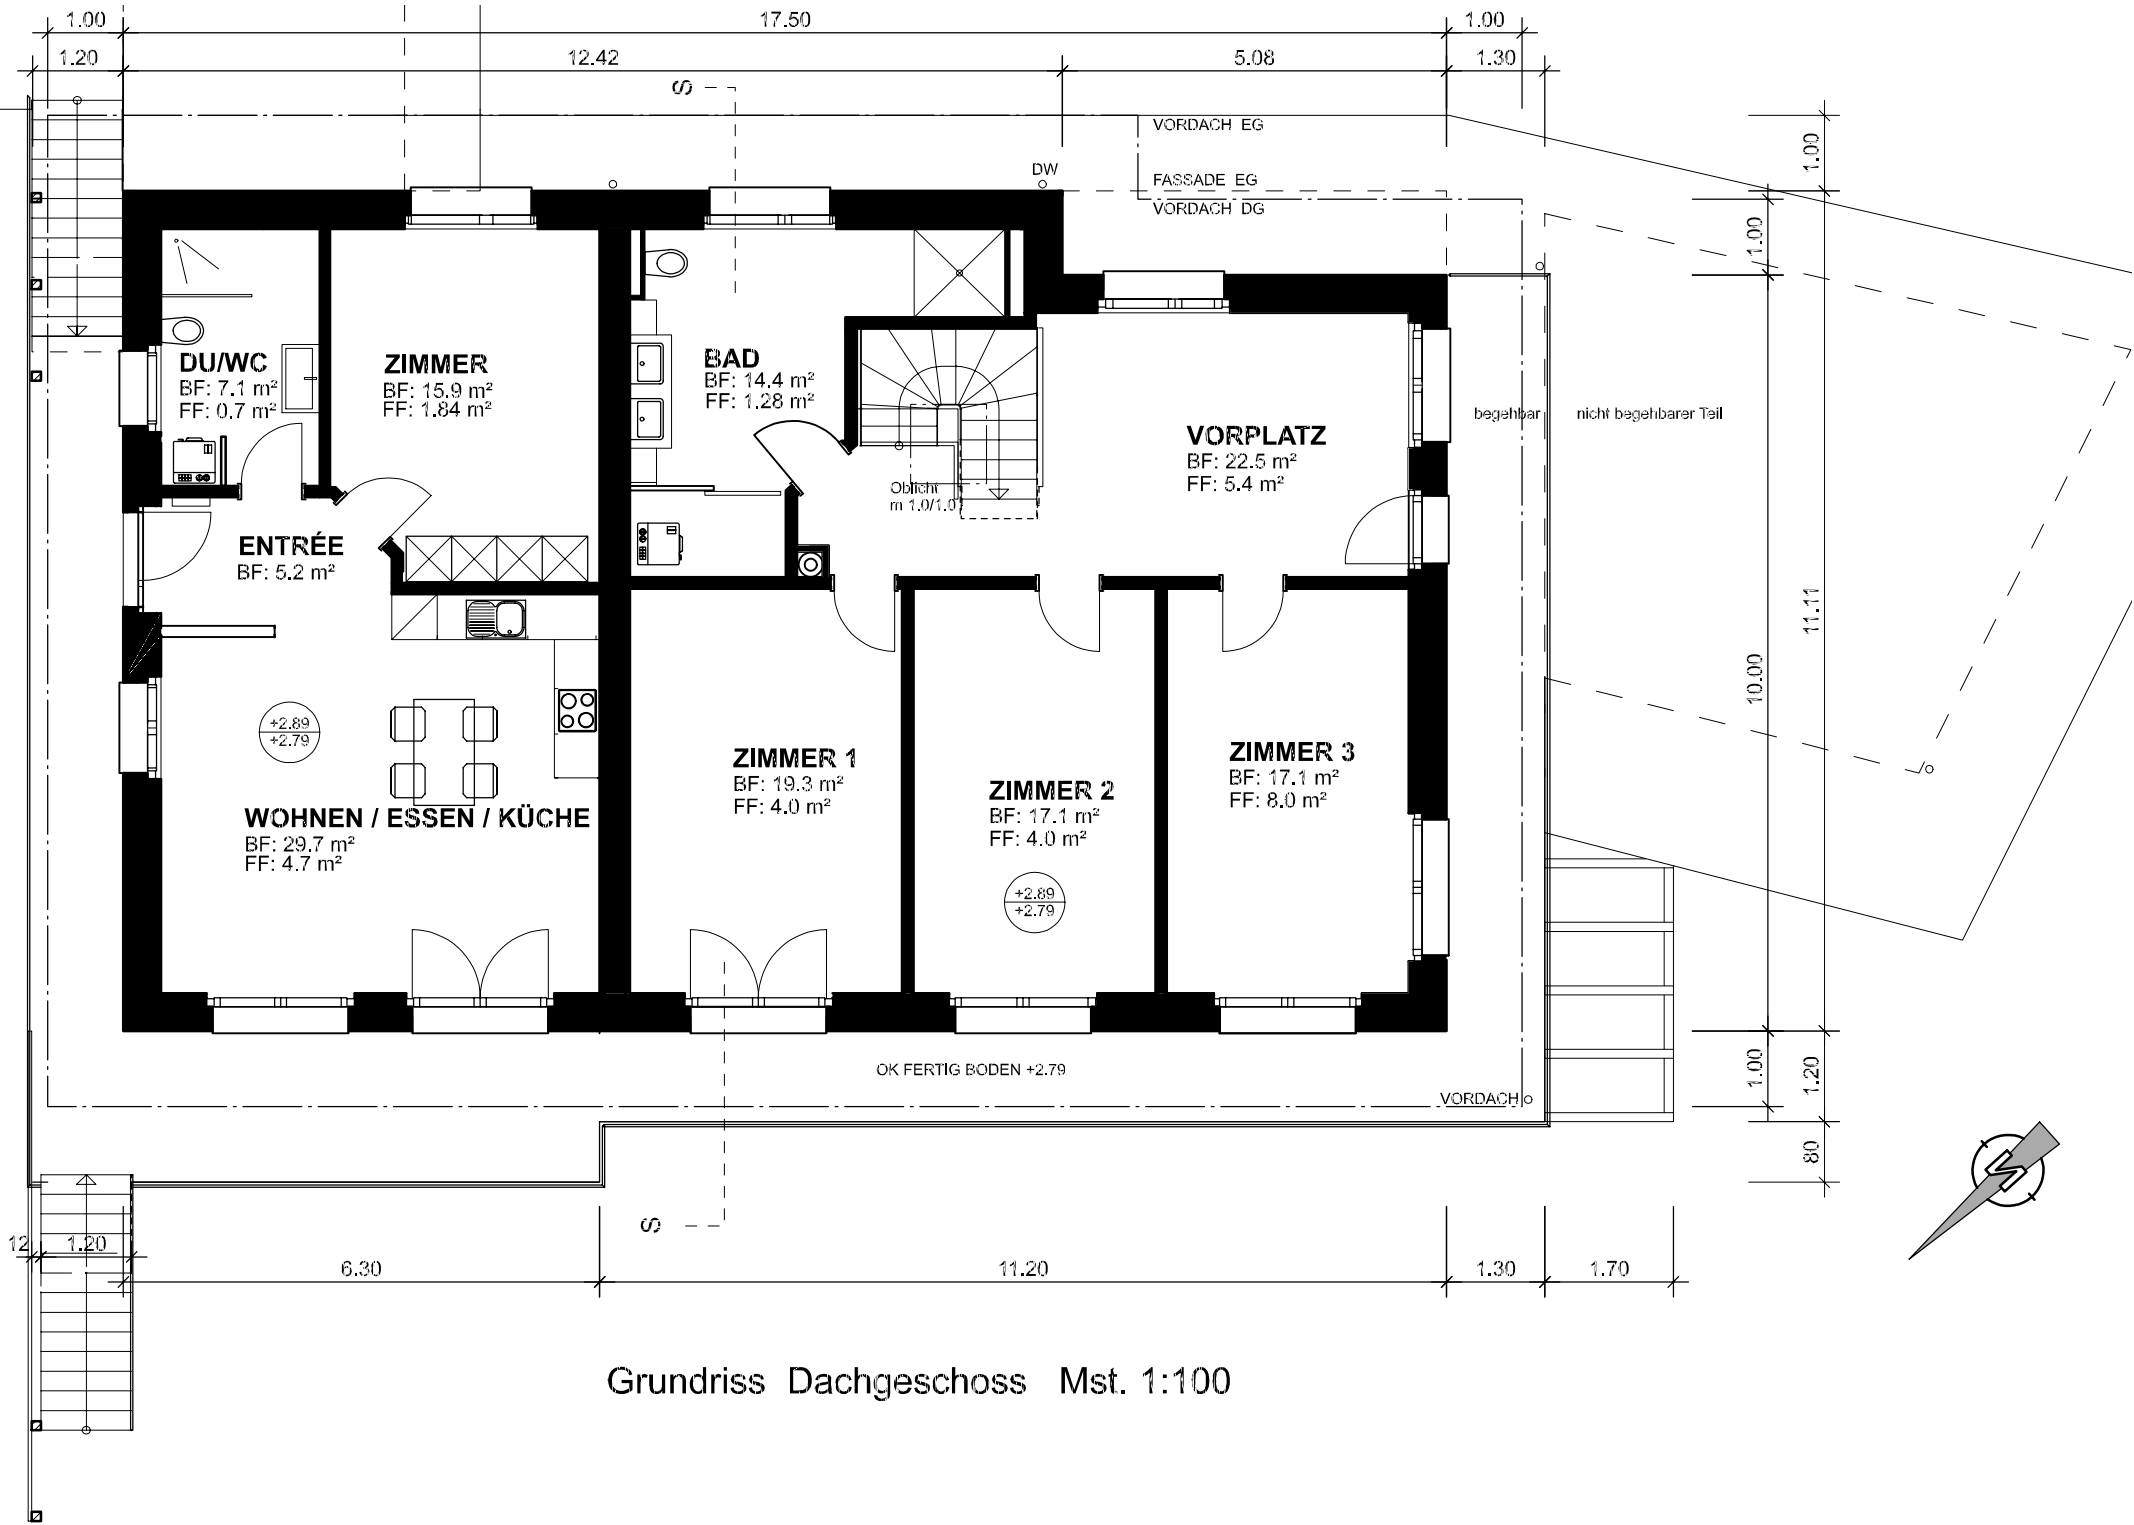 1.00
17.50
1.00
1.20
12.42
5.08
1.30
S
VORDACH EG
1.00
DW
FASSADE EG
VORDACH DG
1.00
DU/WC
BF: 7.1 m²
FF: 0.7 m²
ZIMMER
BF: 15.9 m²
FF: 1.84 m²
BAD
BF: 14.4 m²
FF: 1.28 m²
begehbar
nicht begehbarer Teil
VORPLATZ
BF: 22.5 m²
FF: 5.4 m²
Oblicht
m 1.0/1.0
ENTRÉE
BF: 5.2 m²
11.11
10.00
+2.89
+2.79
ZIMMER 1
BF: 19.3 m²
FF: 4.0 m²
ZIMMER 2
BF: 17.1 m²
FF: 4.0 m²
ZIMMER 3
BF: 17.1 m²
FF: 8.0 m²
WOHNEN / ESSEN / KÜCHE
BF: 29.7 m²
FF: 4.7 m²
+2.89
+2.79
OK FERTIG BODEN +2.79
1.00
1.20
VORDACH
80
N
S
12
1.20
6.30
11.20
1.30
1.70
Grundriss Dachgeschoss Mst. 1:100